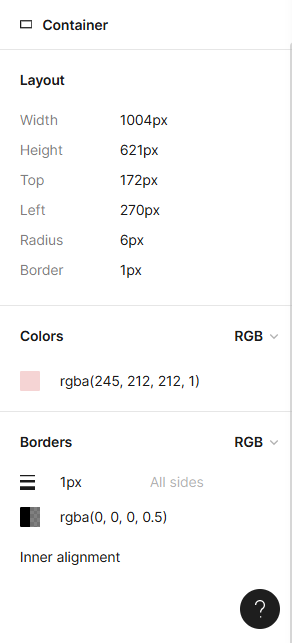 Container
Layout
Width 1004px
Height 621px
Top 172px
Left 270px
Radius 6px
Border 1px
Colors RGB
rgba(245, 212, 212, 1)
Borders RGB
1px All sides
rgba(0, 0, 0, 0.5)
Inner alignment
?